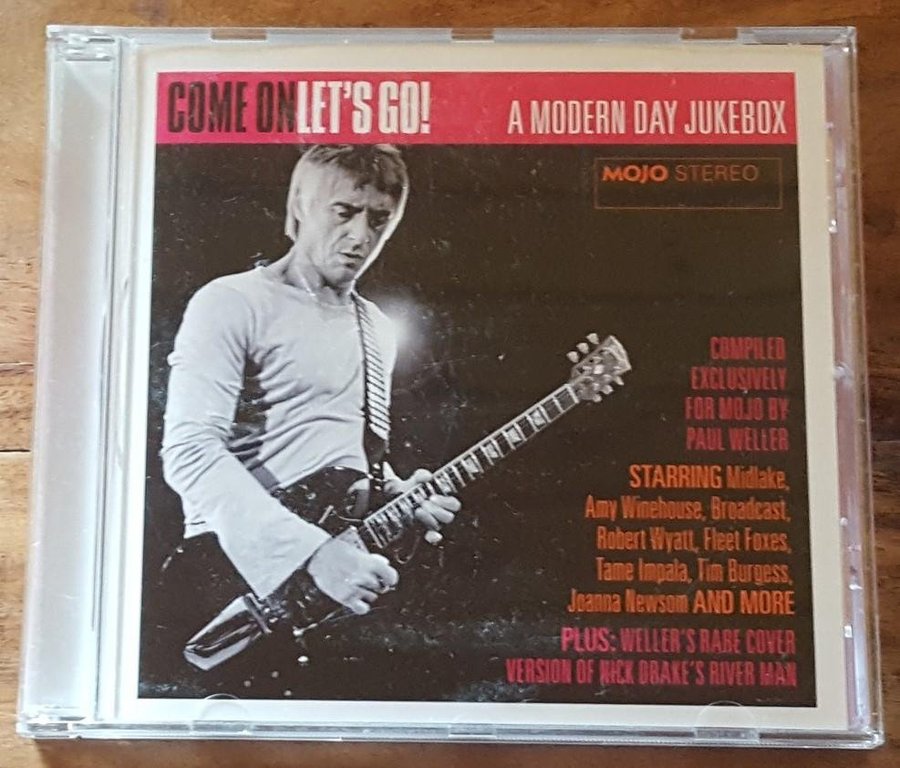 COME ON LET'S GO! A MODERN DAY JUKEBOX
MOJO STEREO
COMPILED
EXCLUSIVELY
FOR MOJO BY
PAUL WELLER
STARRING Midlake,
Amy Winehouse, Broadcast,
Robert Wyatt, Fleet Foxes,
Tame Impala, Tim Burgess,
Joanna Newsom AND MORE
PLUS: WELLER'S RARE COVER
VERSION OF NICK DRAKE'S RIVER MAN